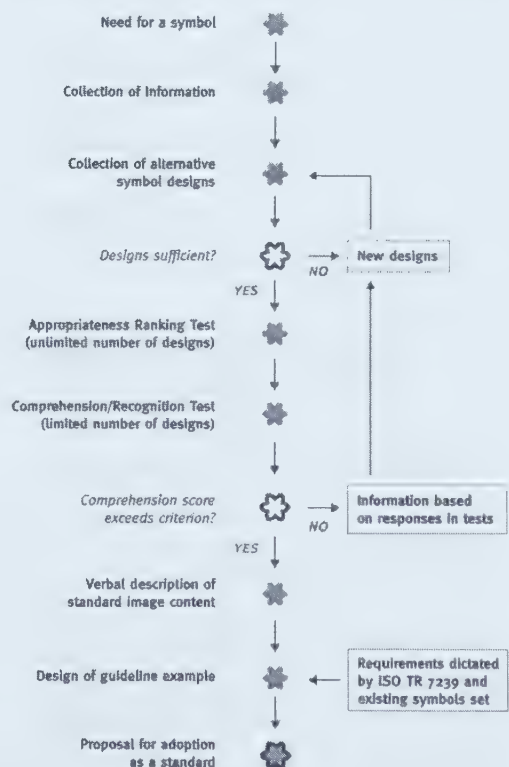 Need for a symbol
Collection of Information
Collection of alternative
symbol designs
Designs sufficient?
NO
New designs
YES
Appropriateness Ranking Test
(unlimited number of designs)
Comprehension/Recognition Test
(limited number of designs)
Comprehension score
exceeds criterion?
NO
Information based
on responses in tests
YES
Verbal description of
standard image content
Design of guideline example
Requirements dictated
by ISO TR 7239 and
existing symbols set
Proposal for adoption
as a standard